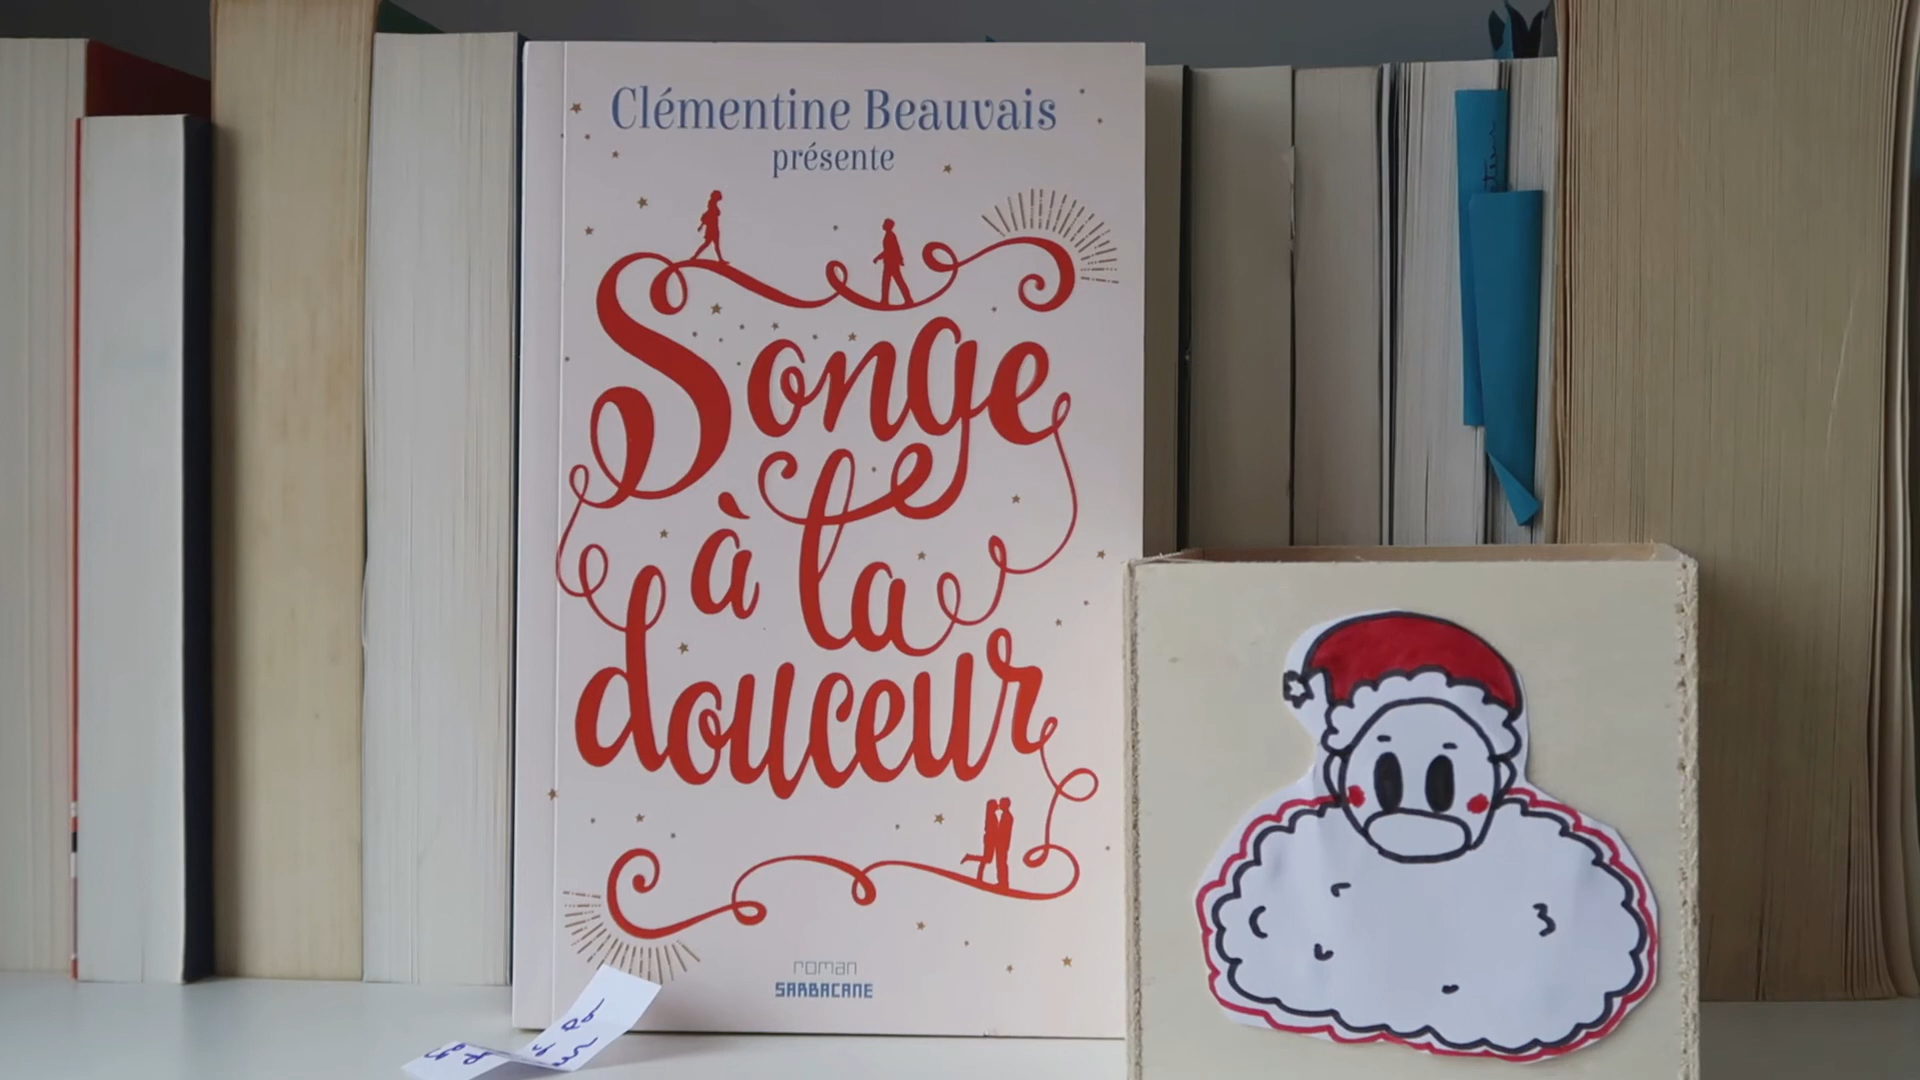 Clémentine Beauvais
présente
Songe
à la
douceur
roman
SARBACANE